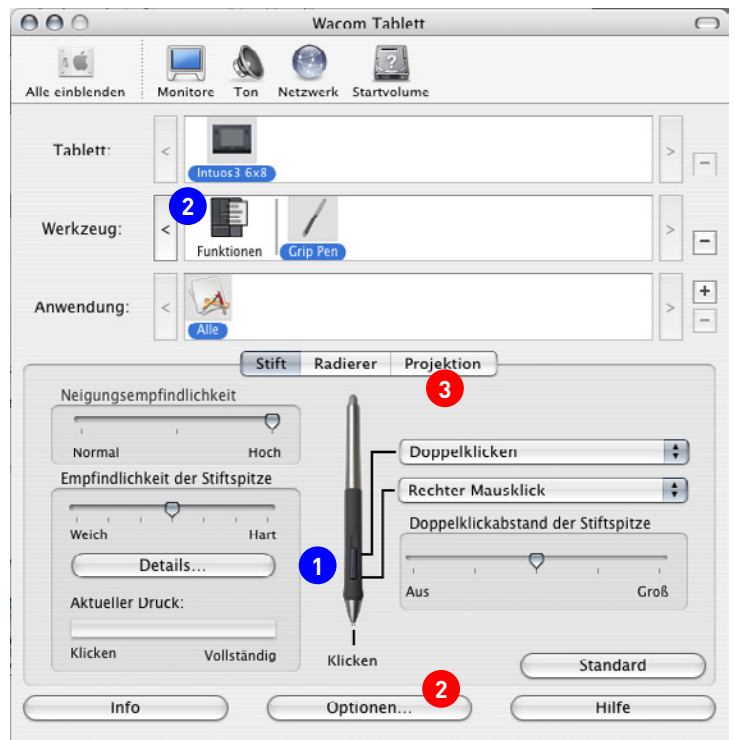 Wacom Tablett
Alle einblenden Monitore Ton Netzwerk Startvolume
Tablett: < > −
Intuos3 6x8
2
Werkzeug: < > −
Funktionen Grip Pen
Anwendung: < > + −
Alle
Stift Radierer Projektion
3
Neigungsempfindlichkeit
Normal Hoch
Doppelklicken
Empfindlichkeit der Stiftspitze
Rechter Mausklick
Weich Hart
Doppelklickabstand der Stiftspitze
Details...
1
Aus Groß
Aktueller Druck:
Klicken Vollständig
Klicken
Standard
2
Info Optionen... Hilfe